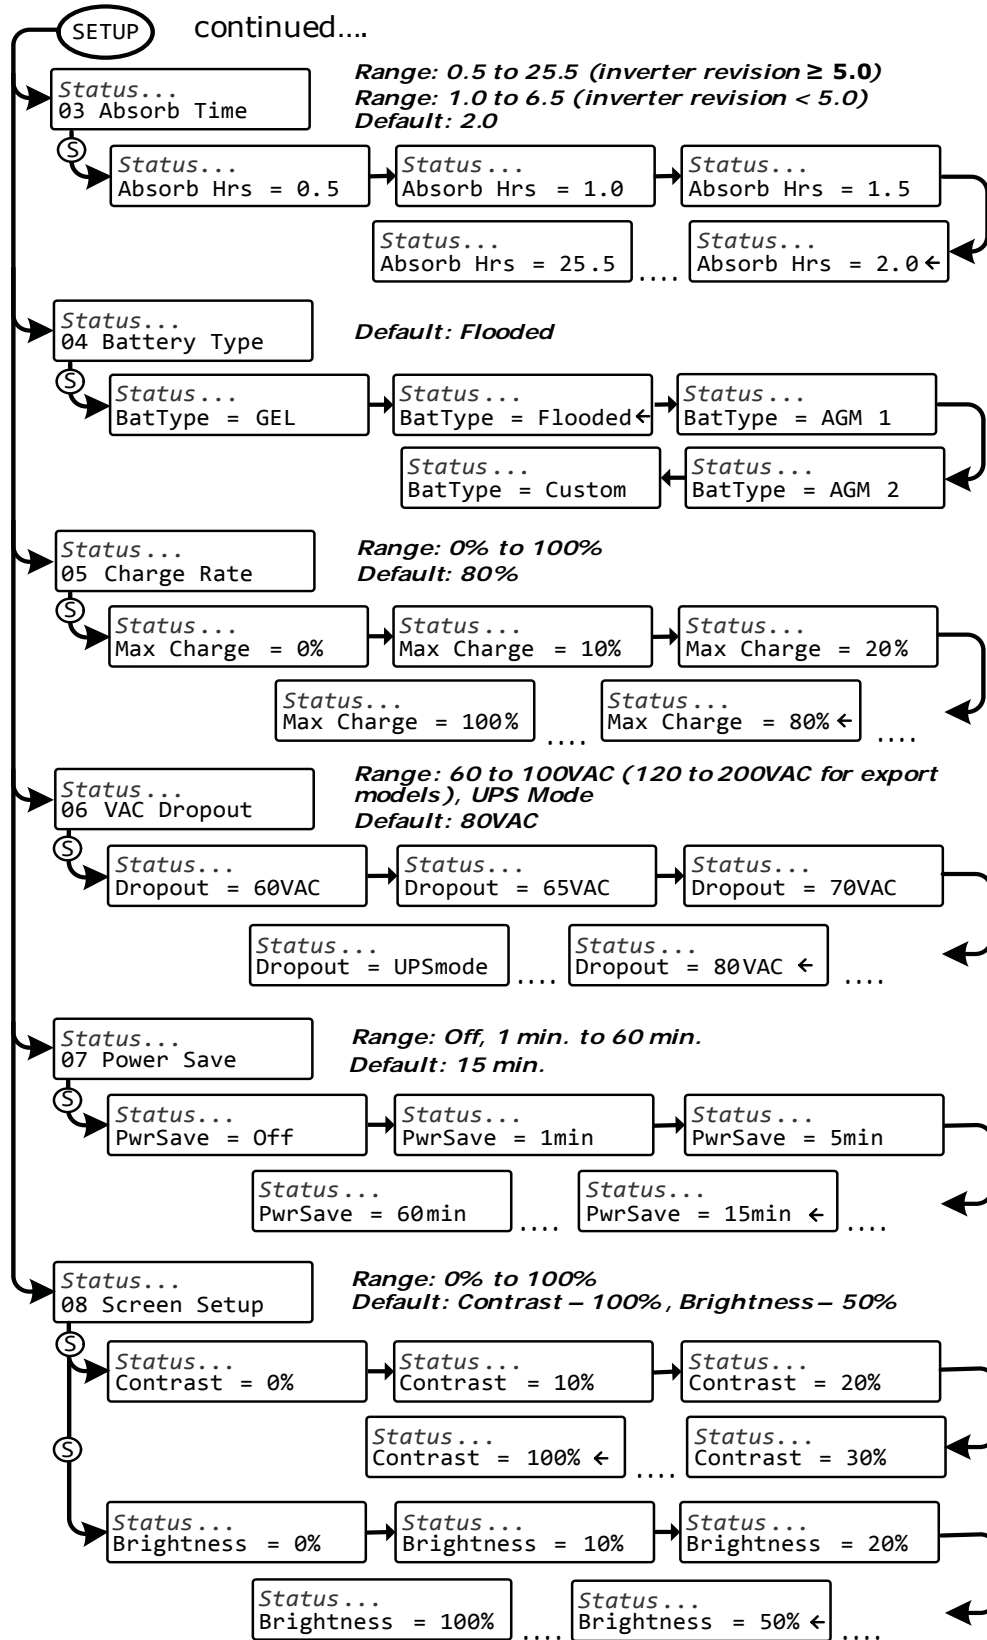 SETUP continued....
Range: 0.5 to 25.5 (inverter revision ≥ 5.0)
Range: 1.0 to 6.5 (inverter revision < 5.0)
Default: 2.0
Status...
03 Absorb Time
S
Status...
Absorb Hrs = 0.5
Status...
Absorb Hrs = 1.0
Status...
Absorb Hrs = 1.5
Status...
Absorb Hrs = 25.5
....
Status...
Absorb Hrs = 2.0 ←
Status...
04 Battery Type
Default: Flooded
S
Status...
BatType = GEL
Status...
BatType = Flooded←
Status...
BatType = AGM 1
Status...
BatType = Custom
Status...
BatType = AGM 2
Status...
05 Charge Rate
Range: 0% to 100%
Default: 80%
S
Status...
Max Charge = 0%
Status...
Max Charge = 10%
Status...
Max Charge = 20%
Status...
Max Charge = 100%
....
Status...
Max Charge = 80% ←
....
Status...
06 VAC Dropout
Range: 60 to 100VAC (120 to 200VAC for export
models), UPS Mode
Default: 80VAC
S
Status...
Dropout = 60VAC
Status...
Dropout = 65VAC
Status...
Dropout = 70VAC
Status...
Dropout = UPSmode
....
Status...
Dropout = 80VAC ←
....
Status...
07 Power Save
Range: Off, 1 min. to 60 min.
Default: 15 min.
S
Status...
PwrSave = Off
Status...
PwrSave = 1min
Status...
PwrSave = 5min
Status...
PwrSave = 60min
....
Status...
PwrSave = 15min ←
....
Status...
08 Screen Setup
Range: 0% to 100%
Default: Contrast – 100%, Brightness – 50%
S
Status...
Contrast = 0%
Status...
Contrast = 10%
Status...
Contrast = 20%
Status...
Contrast = 100% ←
....
Status...
Contrast = 30%
S
Status...
Brightness = 0%
Status...
Brightness = 10%
Status...
Brightness = 20%
Status...
Brightness = 100%
....
Status...
Brightness = 50% ←
....